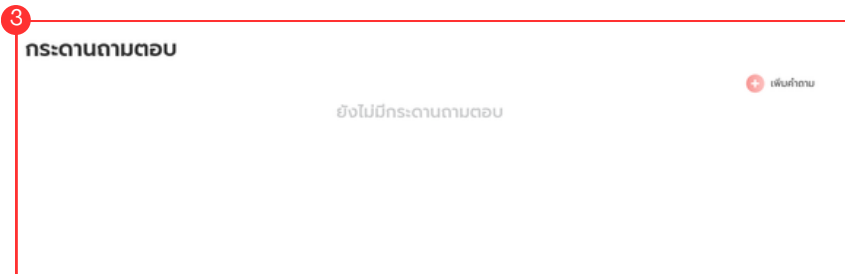 3
กระดานถามตอบ
เพิ่มคำถาม
ยังไม่มีกระดานถามตอบ